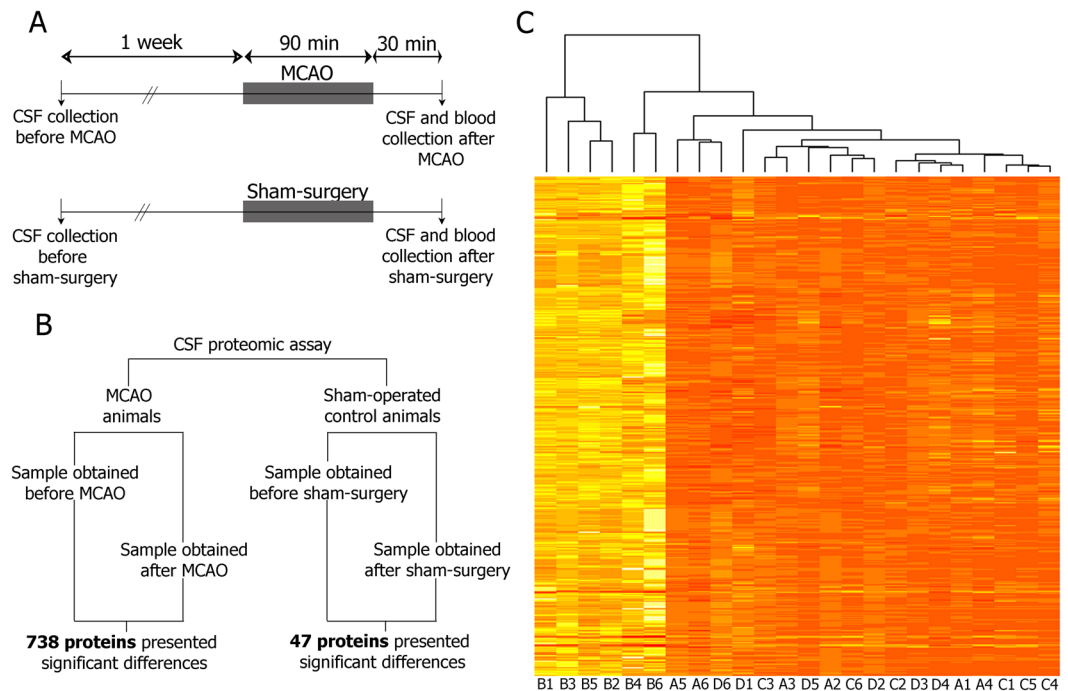 A
1 week
90 min
30 min
MCAO
CSF collection
before MCAO
CSF and blood
collection after
MCAO
Sham-surgery
CSF collection
before
sham-surgery
CSF and blood
collection after
sham-surgery
B
CSF proteomic assay
MCAO
animals
Sham-operated
control animals
Sample obtained
before MCAO
Sample obtained
before sham-surgery
Sample obtained
after MCAO
Sample obtained
after sham-surgery
738 proteins presented
significant differences
47 proteins presented
significant differences
C
B1 B3 B5 B2 B4 B6 A5 A6 D6 D1 C3 A3 D5 A2 C6 D2 C2 D3 D4 A1 A4 C1 C5 C4